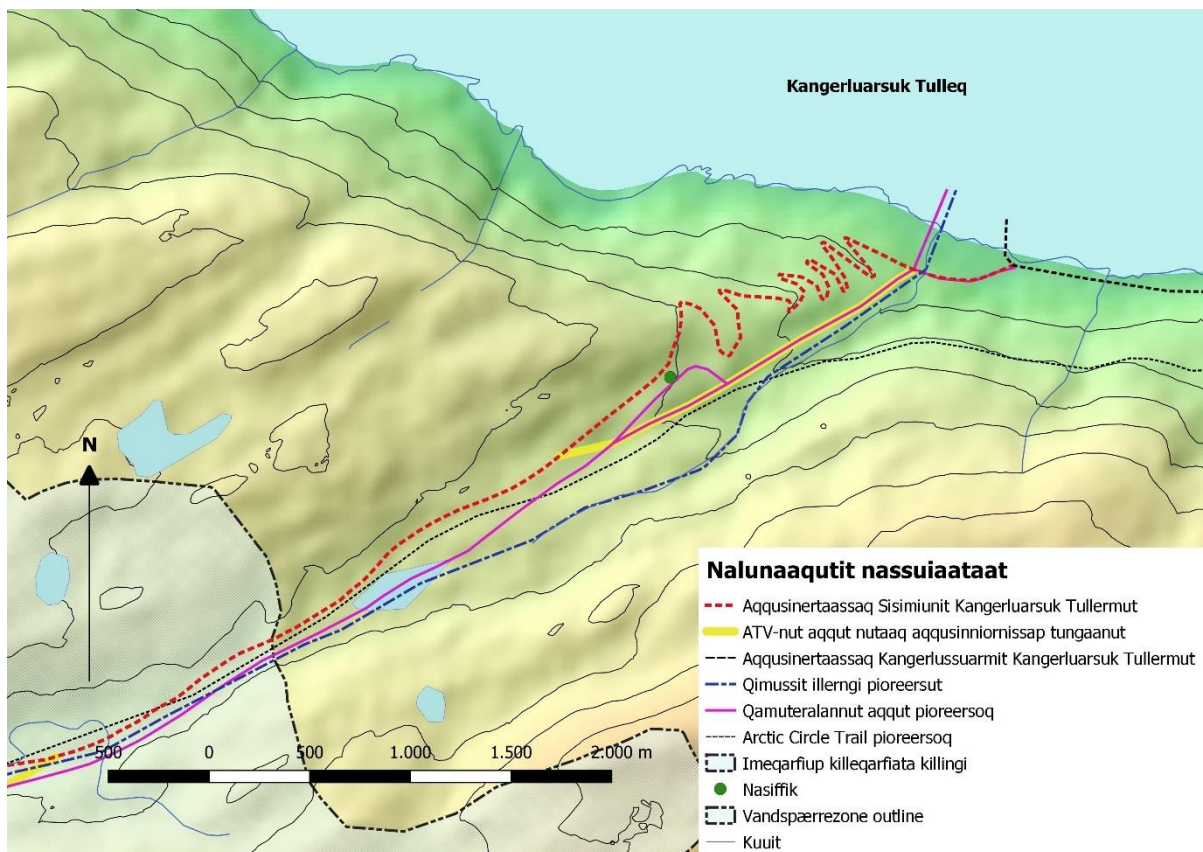 Kangerluarsuk Tulleq
N
500 0 500 1.000 1.500 2.000 m
Nalunaaqutit nassuiaataat
Aqqusinertaassaq Sisimiunit Kangerluarsuk Tullermut
ATV-nut aqqut nutaaq aqqusinniornissap tungaanut
Aqqusinertaassaq Kangerlussuarmit Kangerluarsuk Tullermut
Qimussit illerngi pioreersut
Qamuteralannut aqqut pioreersoq
Arctic Circle Trail pioreersoq
Imeqarfiup killeqarfiata killingi
Nasiffik
Vandspærrezone outline
Kuuit